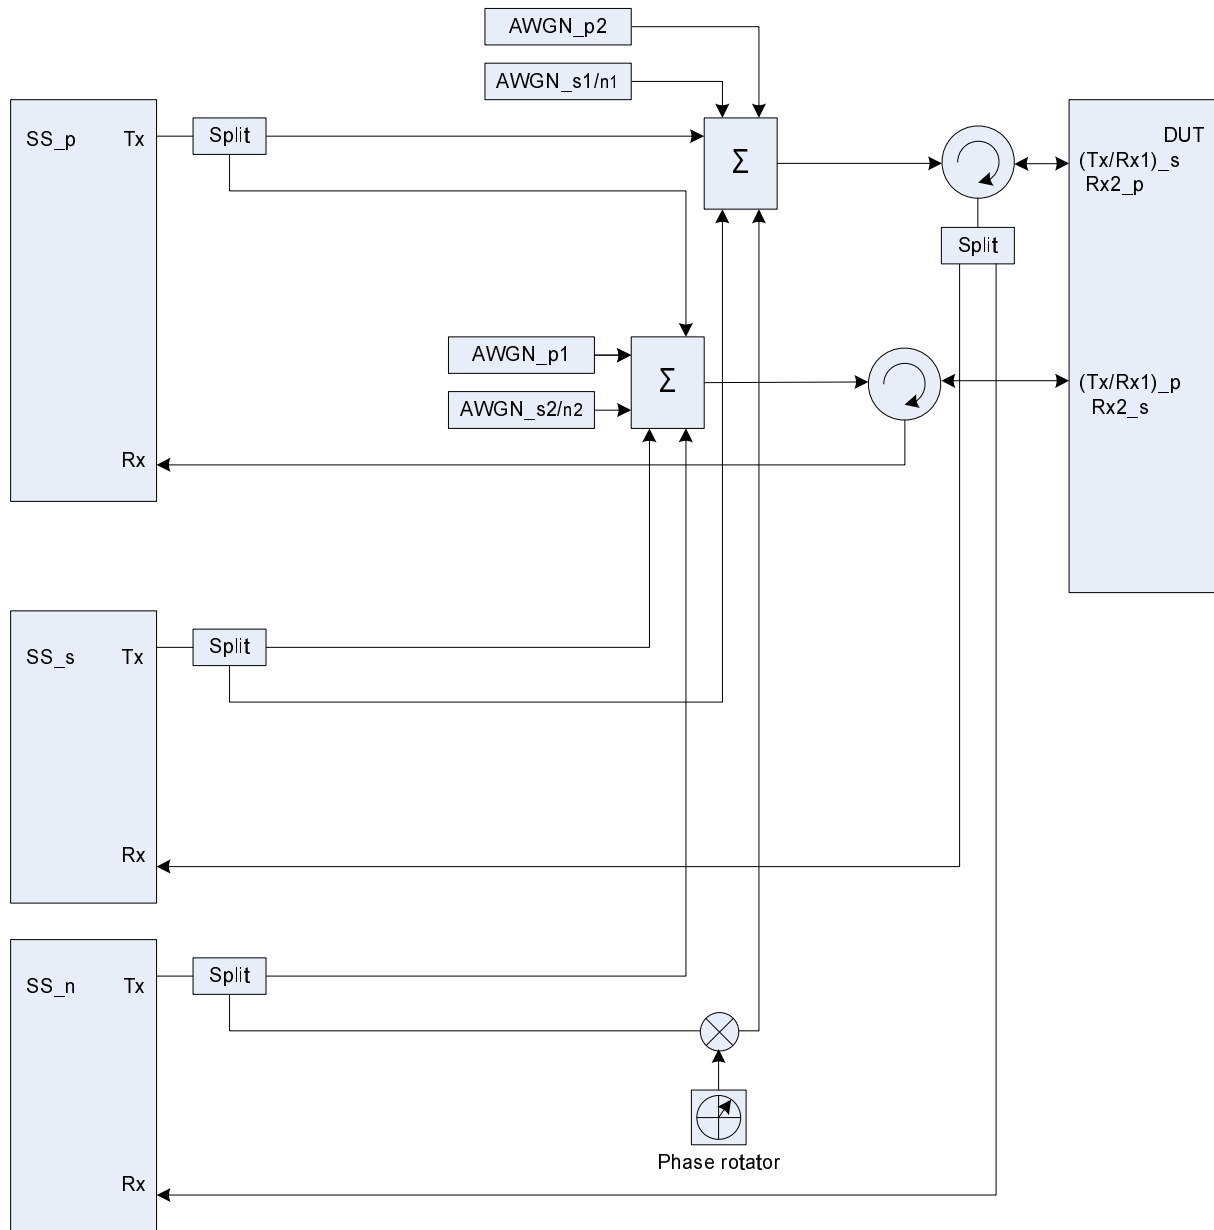 AWGN_p2
AWGN_s1/n1
SS_p
Tx
Split
Σ
DUT
(Tx/Rx1)_s
Rx2_p
Split
AWGN_p1
Σ
AWGN_s2/n2
(Tx/Rx1)_p
Rx2_s
Rx
SS_s
Tx
Split
Rx
SS_n
Tx
Split
Phase rotator
Rx